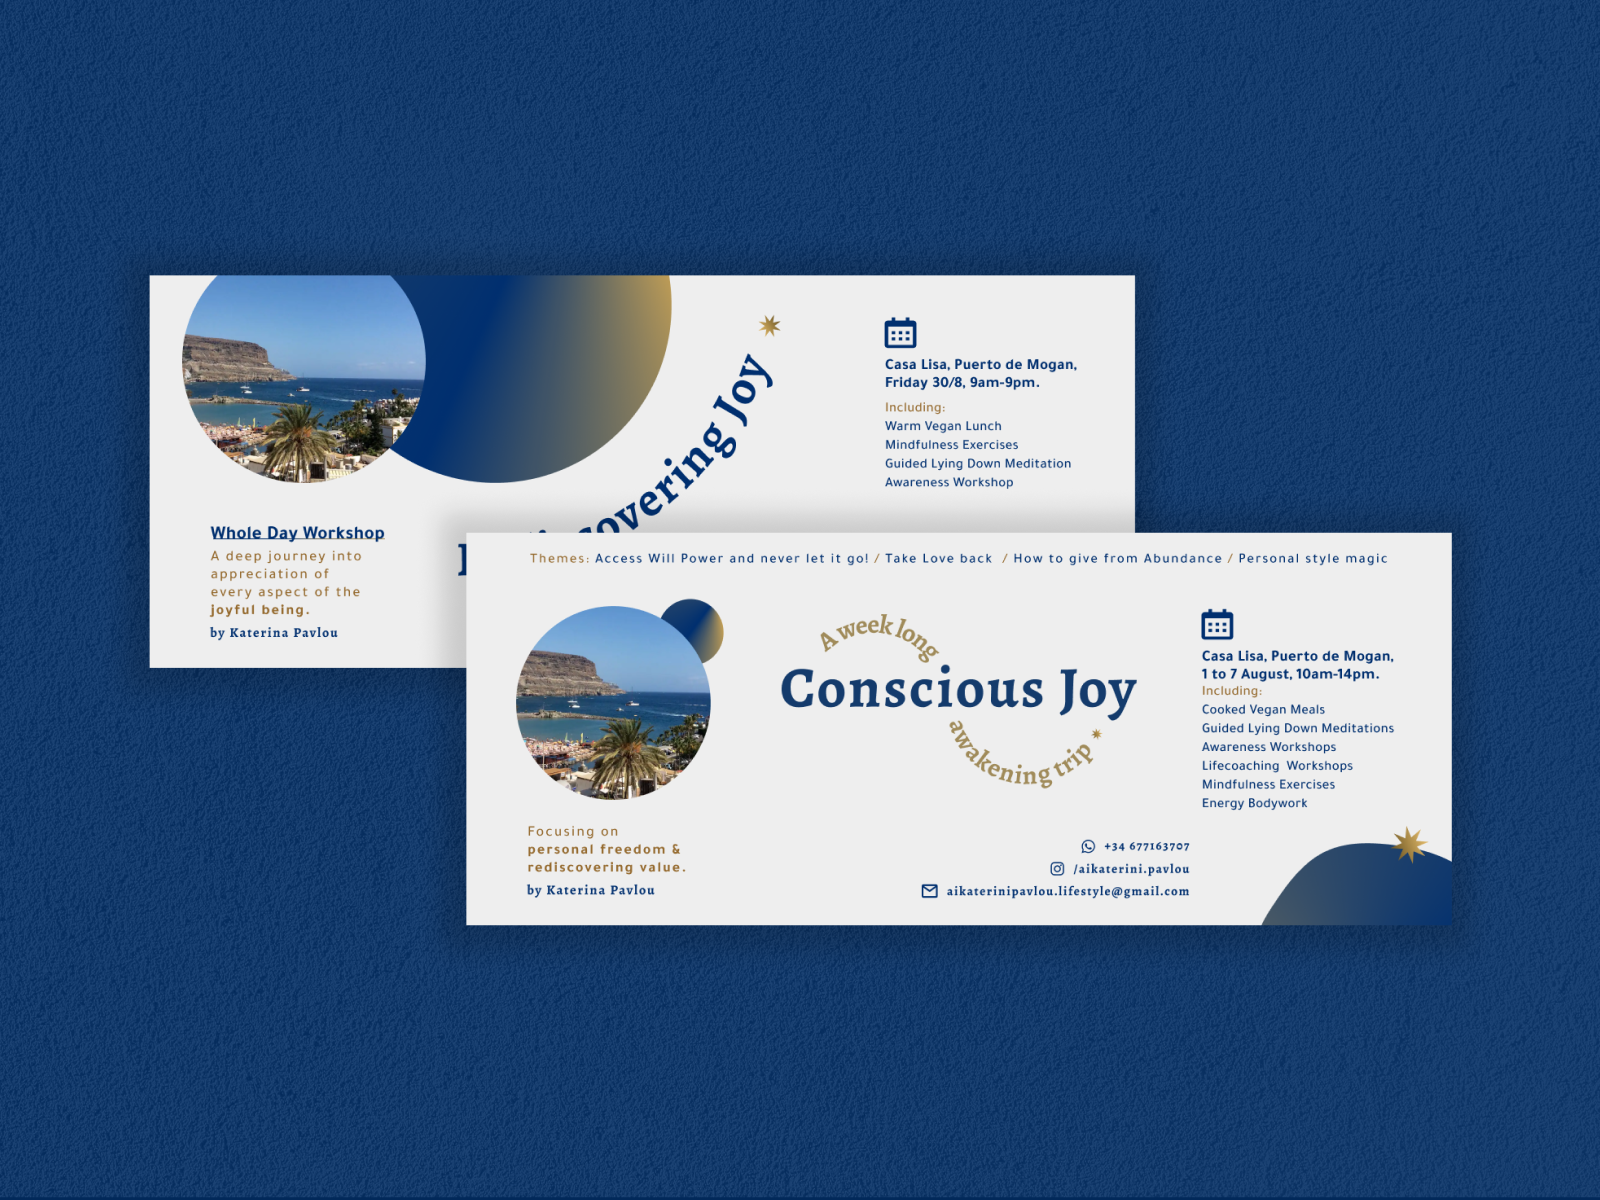 Casa Lisa, Puerto de Mogan,
Friday 30/8, 9am-9pm.
Including:
Warm Vegan Lunch
Mindfulness Exercises
Guided Lying Down Meditation
Awareness Workshop
Joy
Whole Day Workshop
A deep journey into
appreciation of
every aspect of the
joyful being.
by Katerina Pavlou
Themes: Access Will Power and never let it go! / Take Love back / How to give from Abundance / Personal style magic
A week long
Conscious Joy
awakening trip
Casa Lisa, Puerto de Mogan,
1 to 7 August, 10am-14pm.
Including:
Cooked Vegan Meals
Guided Lying Down Meditations
Awareness Workshops
Lifecoaching Workshops
Mindfulness Exercises
Energy Bodywork
Focusing on
personal freedom &
rediscovering value.
by Katerina Pavlou
+34 677163707
/aikaterini.pavlou
aikaterinipavlou.lifestyle@gmail.com